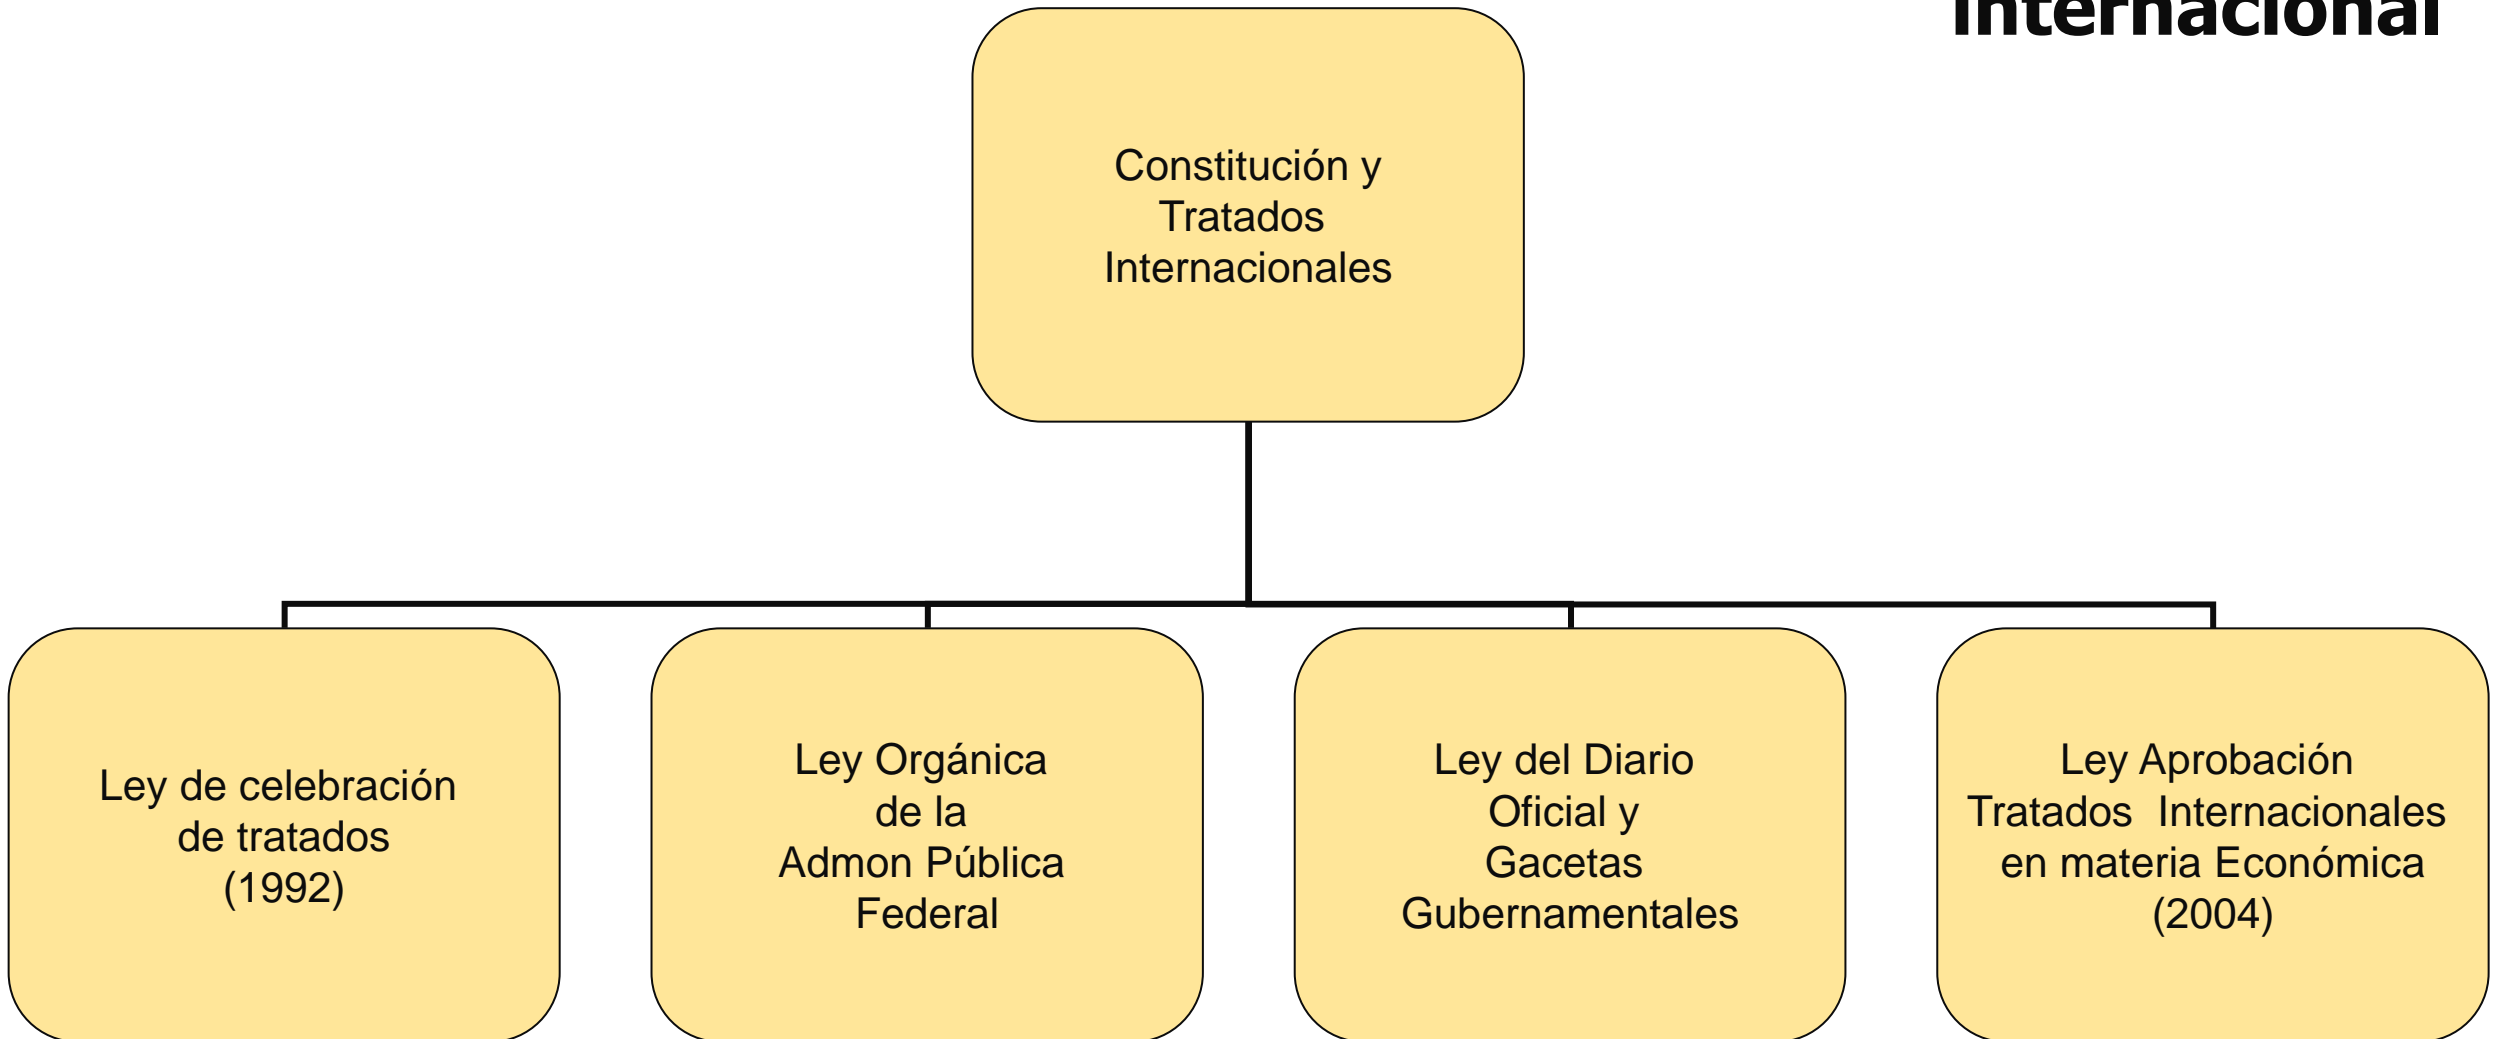 internacional
Constitución y
Tratados
Internacionales
Ley de celebración
de tratados
(1992)
Ley Orgánica
de la
Admon Pública
Federal
Ley del Diario
Oficial y
Gacetas
Gubernamentales
Ley Aprobación
Tratados  Internacionales
en materia Económica
(2004)